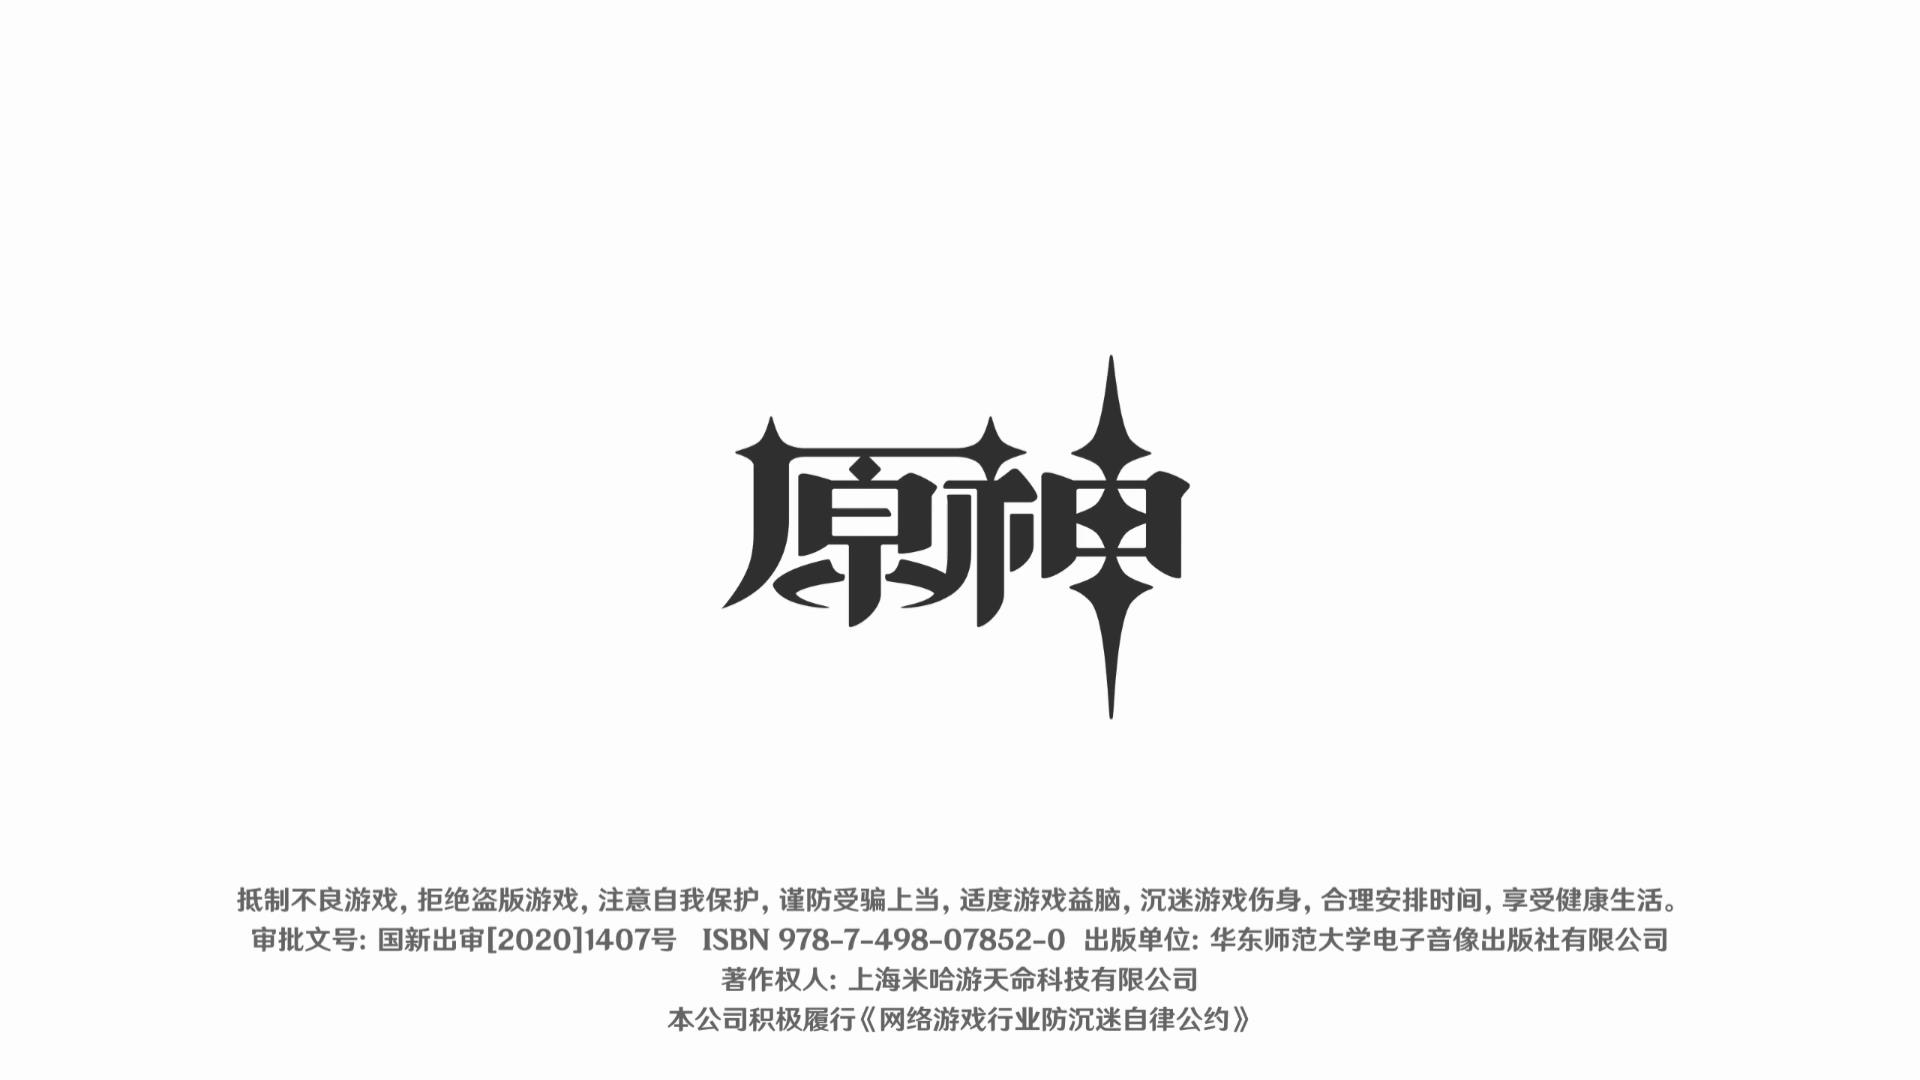 原神
抵制不良游戏, 拒绝盗版游戏, 注意自我保护, 谨防受骗上当, 适度游戏益脑, 沉迷游戏伤身, 合理安排时间, 享受健康生活。
审批文号: 国新出审[2020]1407号 ISBN 978-7-498-07852-0 出版单位: 华东师范大学电子音像出版社有限公司
著作权人: 上海米哈游天命科技有限公司
本公司积极履行《网络游戏行业防沉迷自律公约》